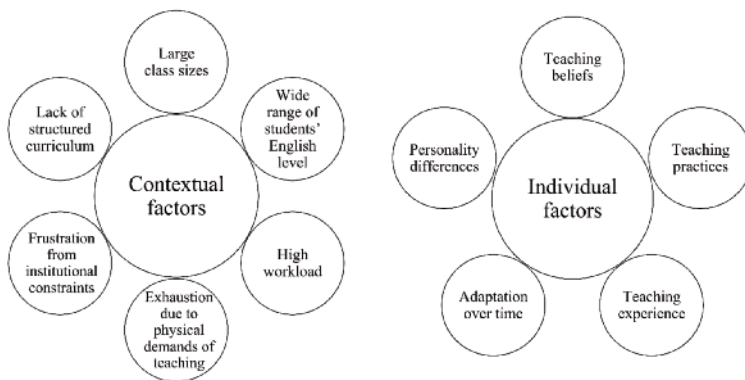 Large
class sizes
Wide
range of
students'
English
level
High
workload
Exhaustion
due to
physical
demands of
teaching
Frustration
from
institutional
constraints
Lack of
structured
curriculum
Contextual
factors
Teaching
beliefs
Teaching
practices
Teaching
experience
Adaptation
over time
Personality
differences
Individual
factors